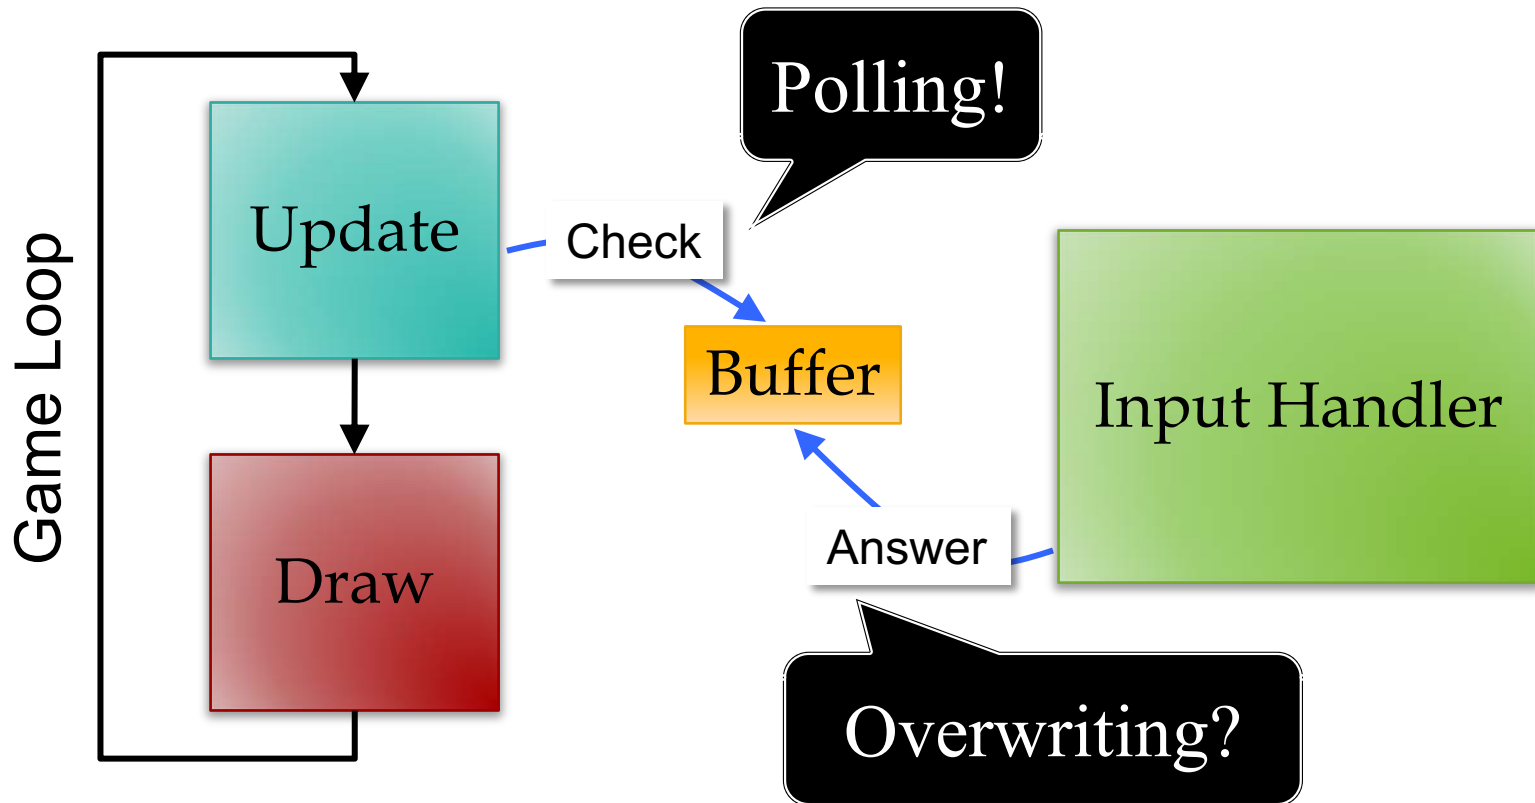 Polling!
Update
Check
Game Loop
Buffer
Input Handler
Answer
Draw
Overwriting?